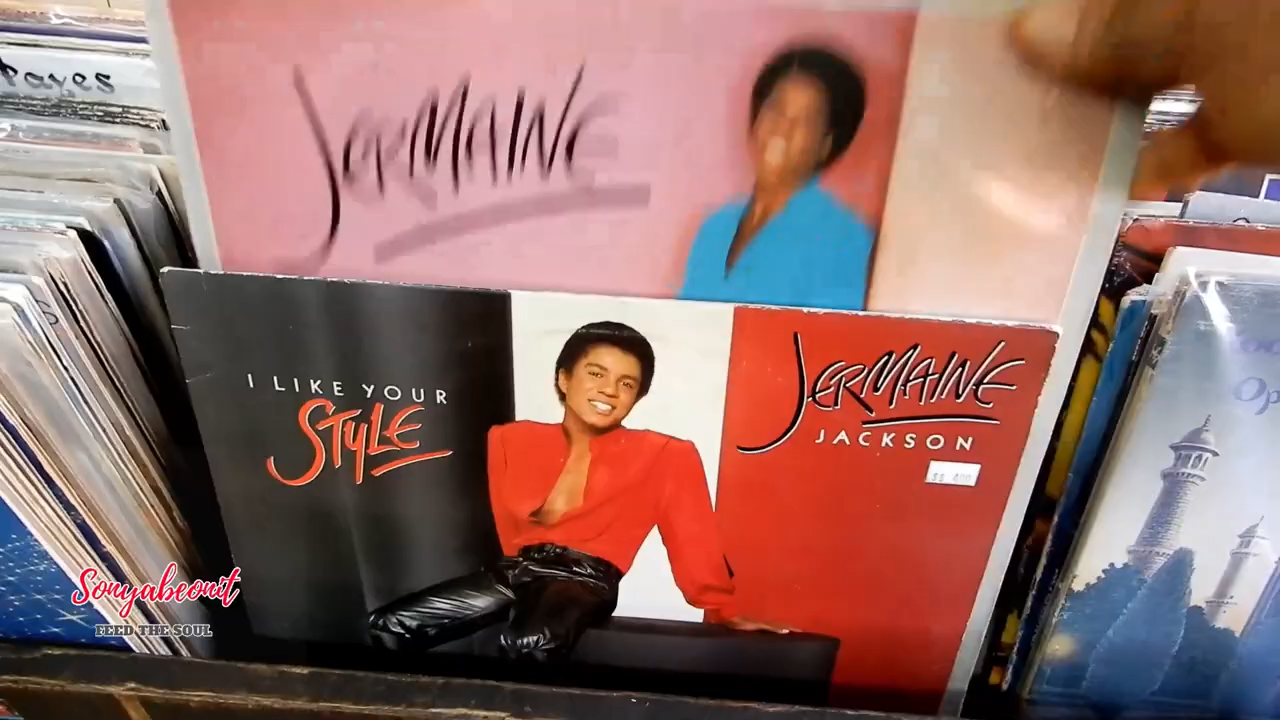 JERMAINE
I LIKE YOUR
STYLE
JERMAINE
JACKSON
Sonyabeonit
FEED THE SOUL